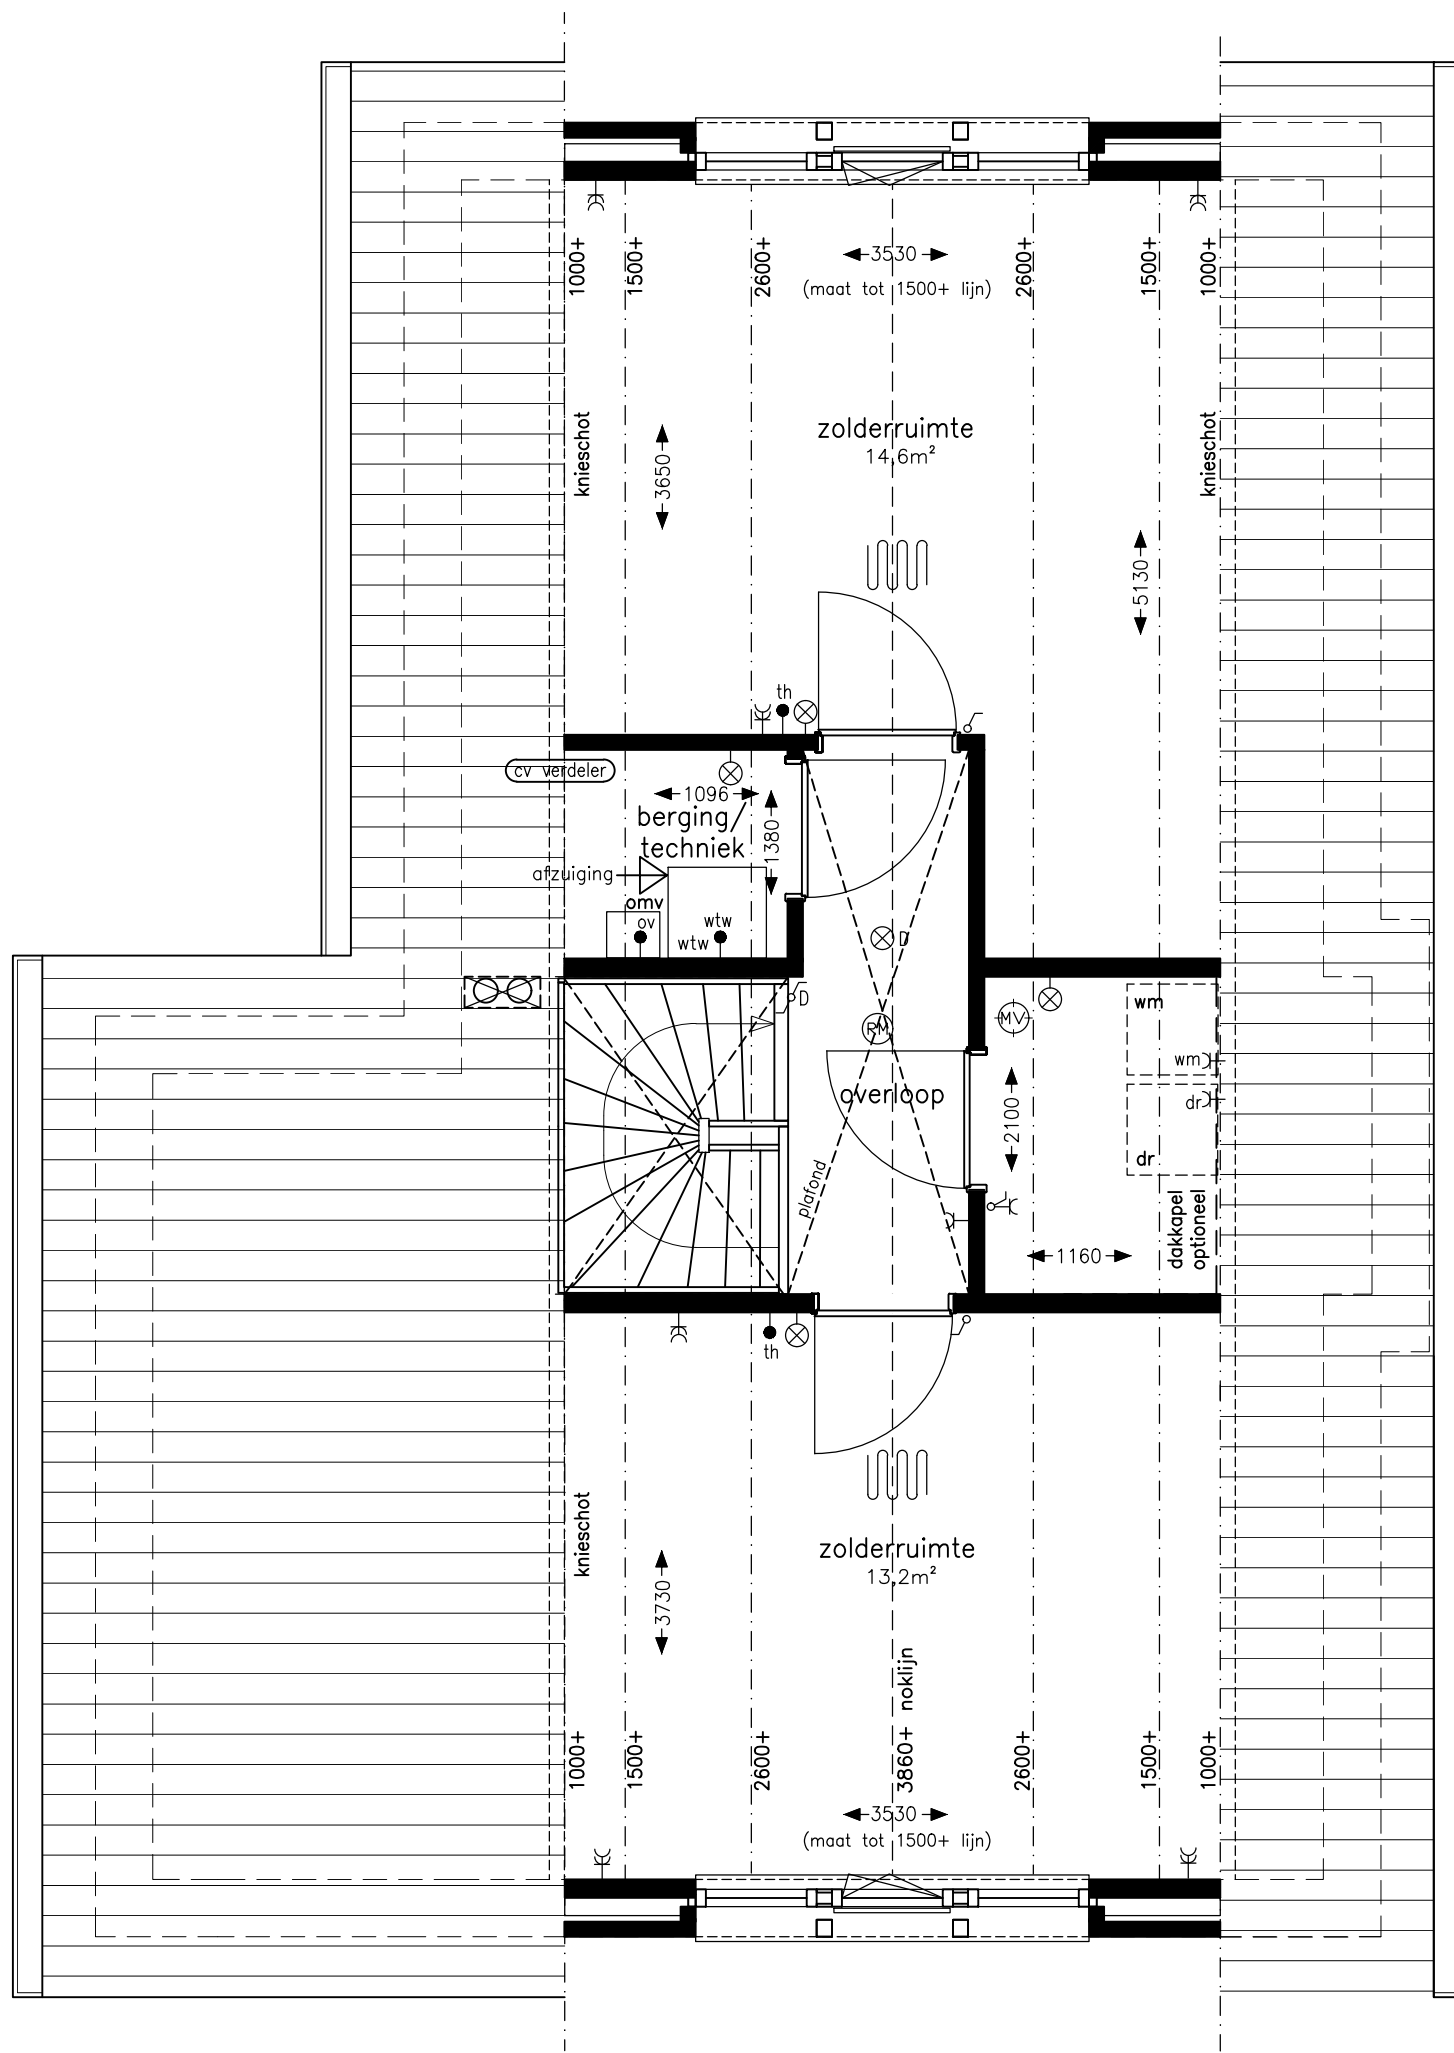 1000+
1500+
2600+
3530
(maat tot 1500+ lijn)
2600+
1500+
1000+
knieschot
zolderruimte
14,6m²
knieschot
3650
5130
th
cv verdeler
1096
berging/
techniek
1380
afzuiging
omv
ov
wtw
wtw
D
D
RM
MV
wm
wm
dr
dr
overloop
2100
plafond
1160
dakkapel
optioneel
th
knieschot
zolderruimte
13,2m²
3730
noklijn
1000+
1500+
2600+
3860+
2600+
1500+
1000+
3530
(maat tot 1500+ lijn)